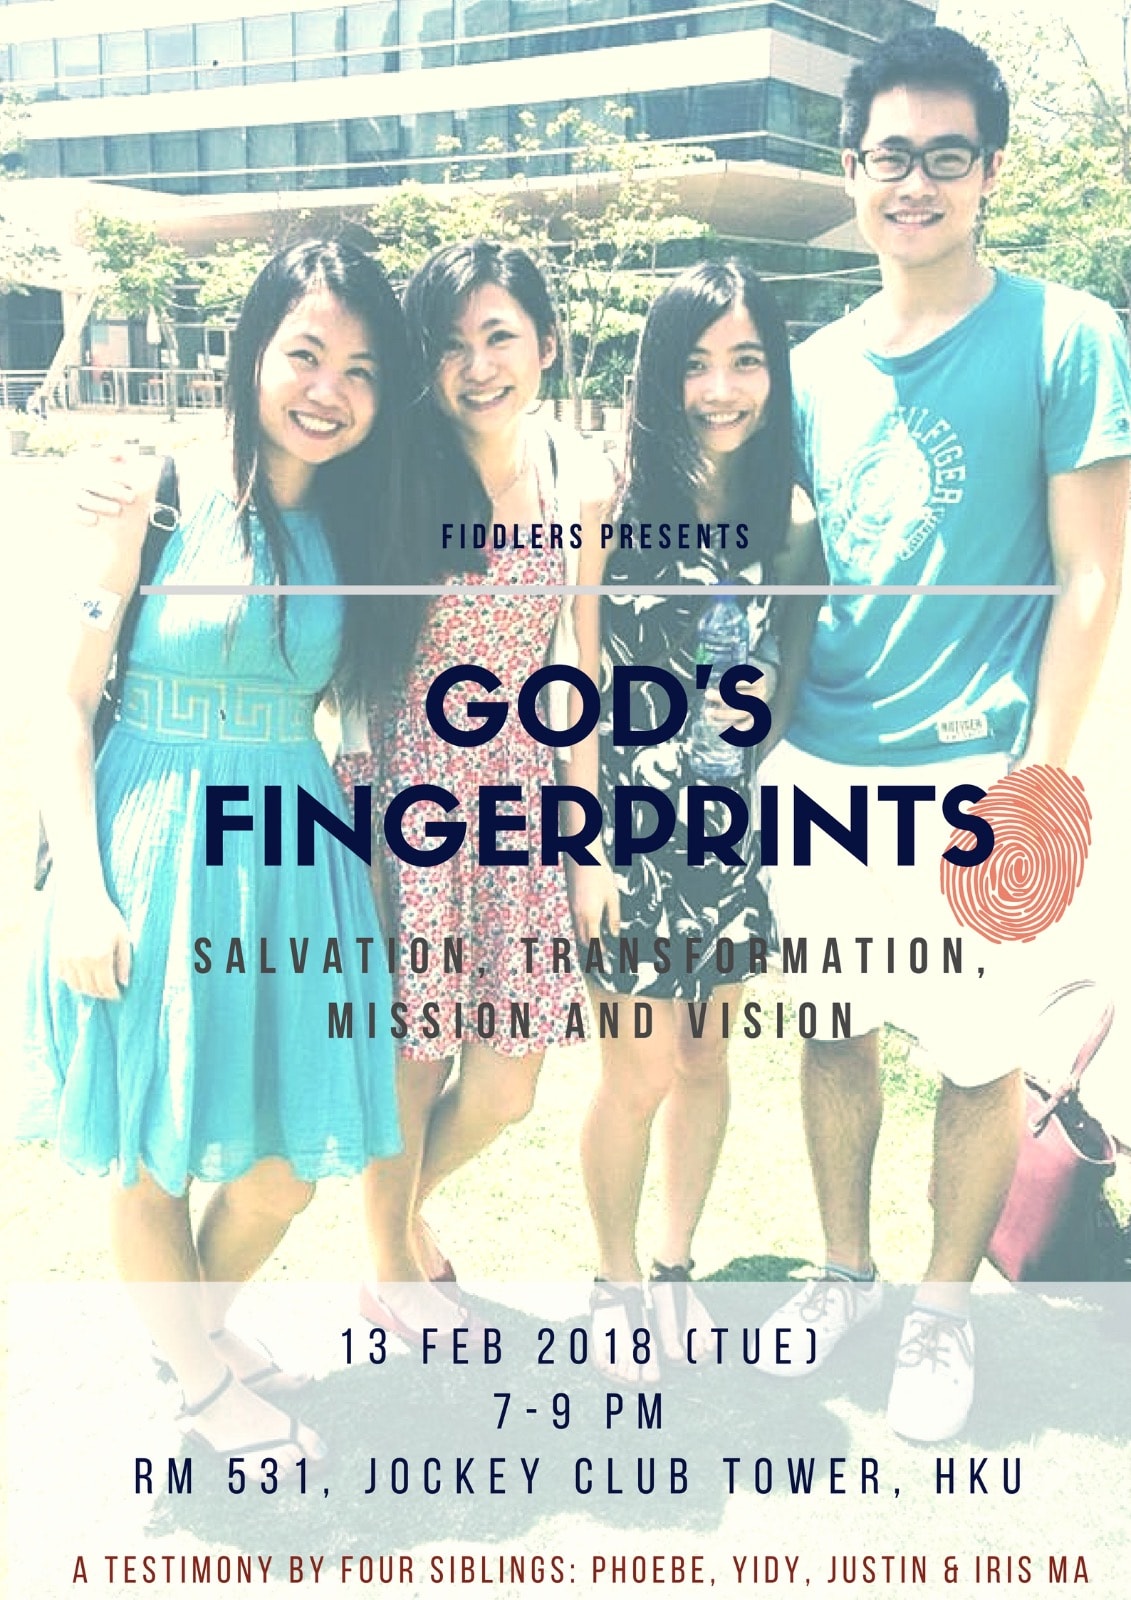 FIDDLERS PRESENTS
GOD'S
FINGERPRINTS
SALVATION, TRANSFORMATION,
MISSION AND VISION
13 FEB 2018 (TUE)
7-9 PM
RM 531, JOCKEY CLUB TOWER, HKU
A TESTIMONY BY FOUR SIBLINGS: PHOEBE, YIDY, JUSTIN & IRIS MA